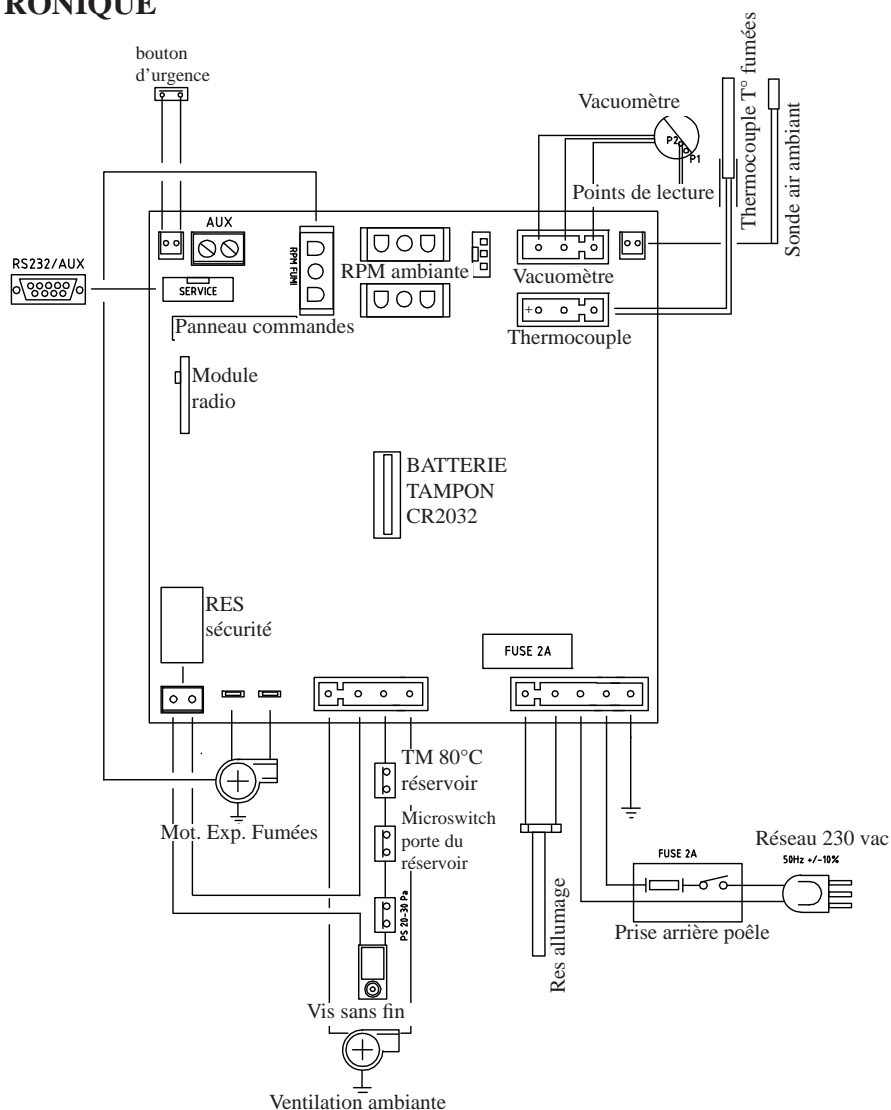 RONIQUE
bouton
d'urgence
Vacuomètre
Thermocouple T° fumées
Sonde air ambiant
P2
P1
Points de lecture
AUX
RS232/AUX
SERVICE
RPM FUMI
RPM ambiante
Vacuomètre
Panneau commandes
+
Thermocouple
Module
radio
BATTERIE
TAMPON
CR2032
RES
sécurité
FUSE 2A
TM 80°C
réservoir
Mot. Exp. Fumées
Microswitch
porte du
réservoir
PS 20-30 Pa
Réseau 230 vac
50Hz +/-10%
FUSE 2A
Prise arrière poêle
Res allumage
Vis sans fin
Ventilation ambiante